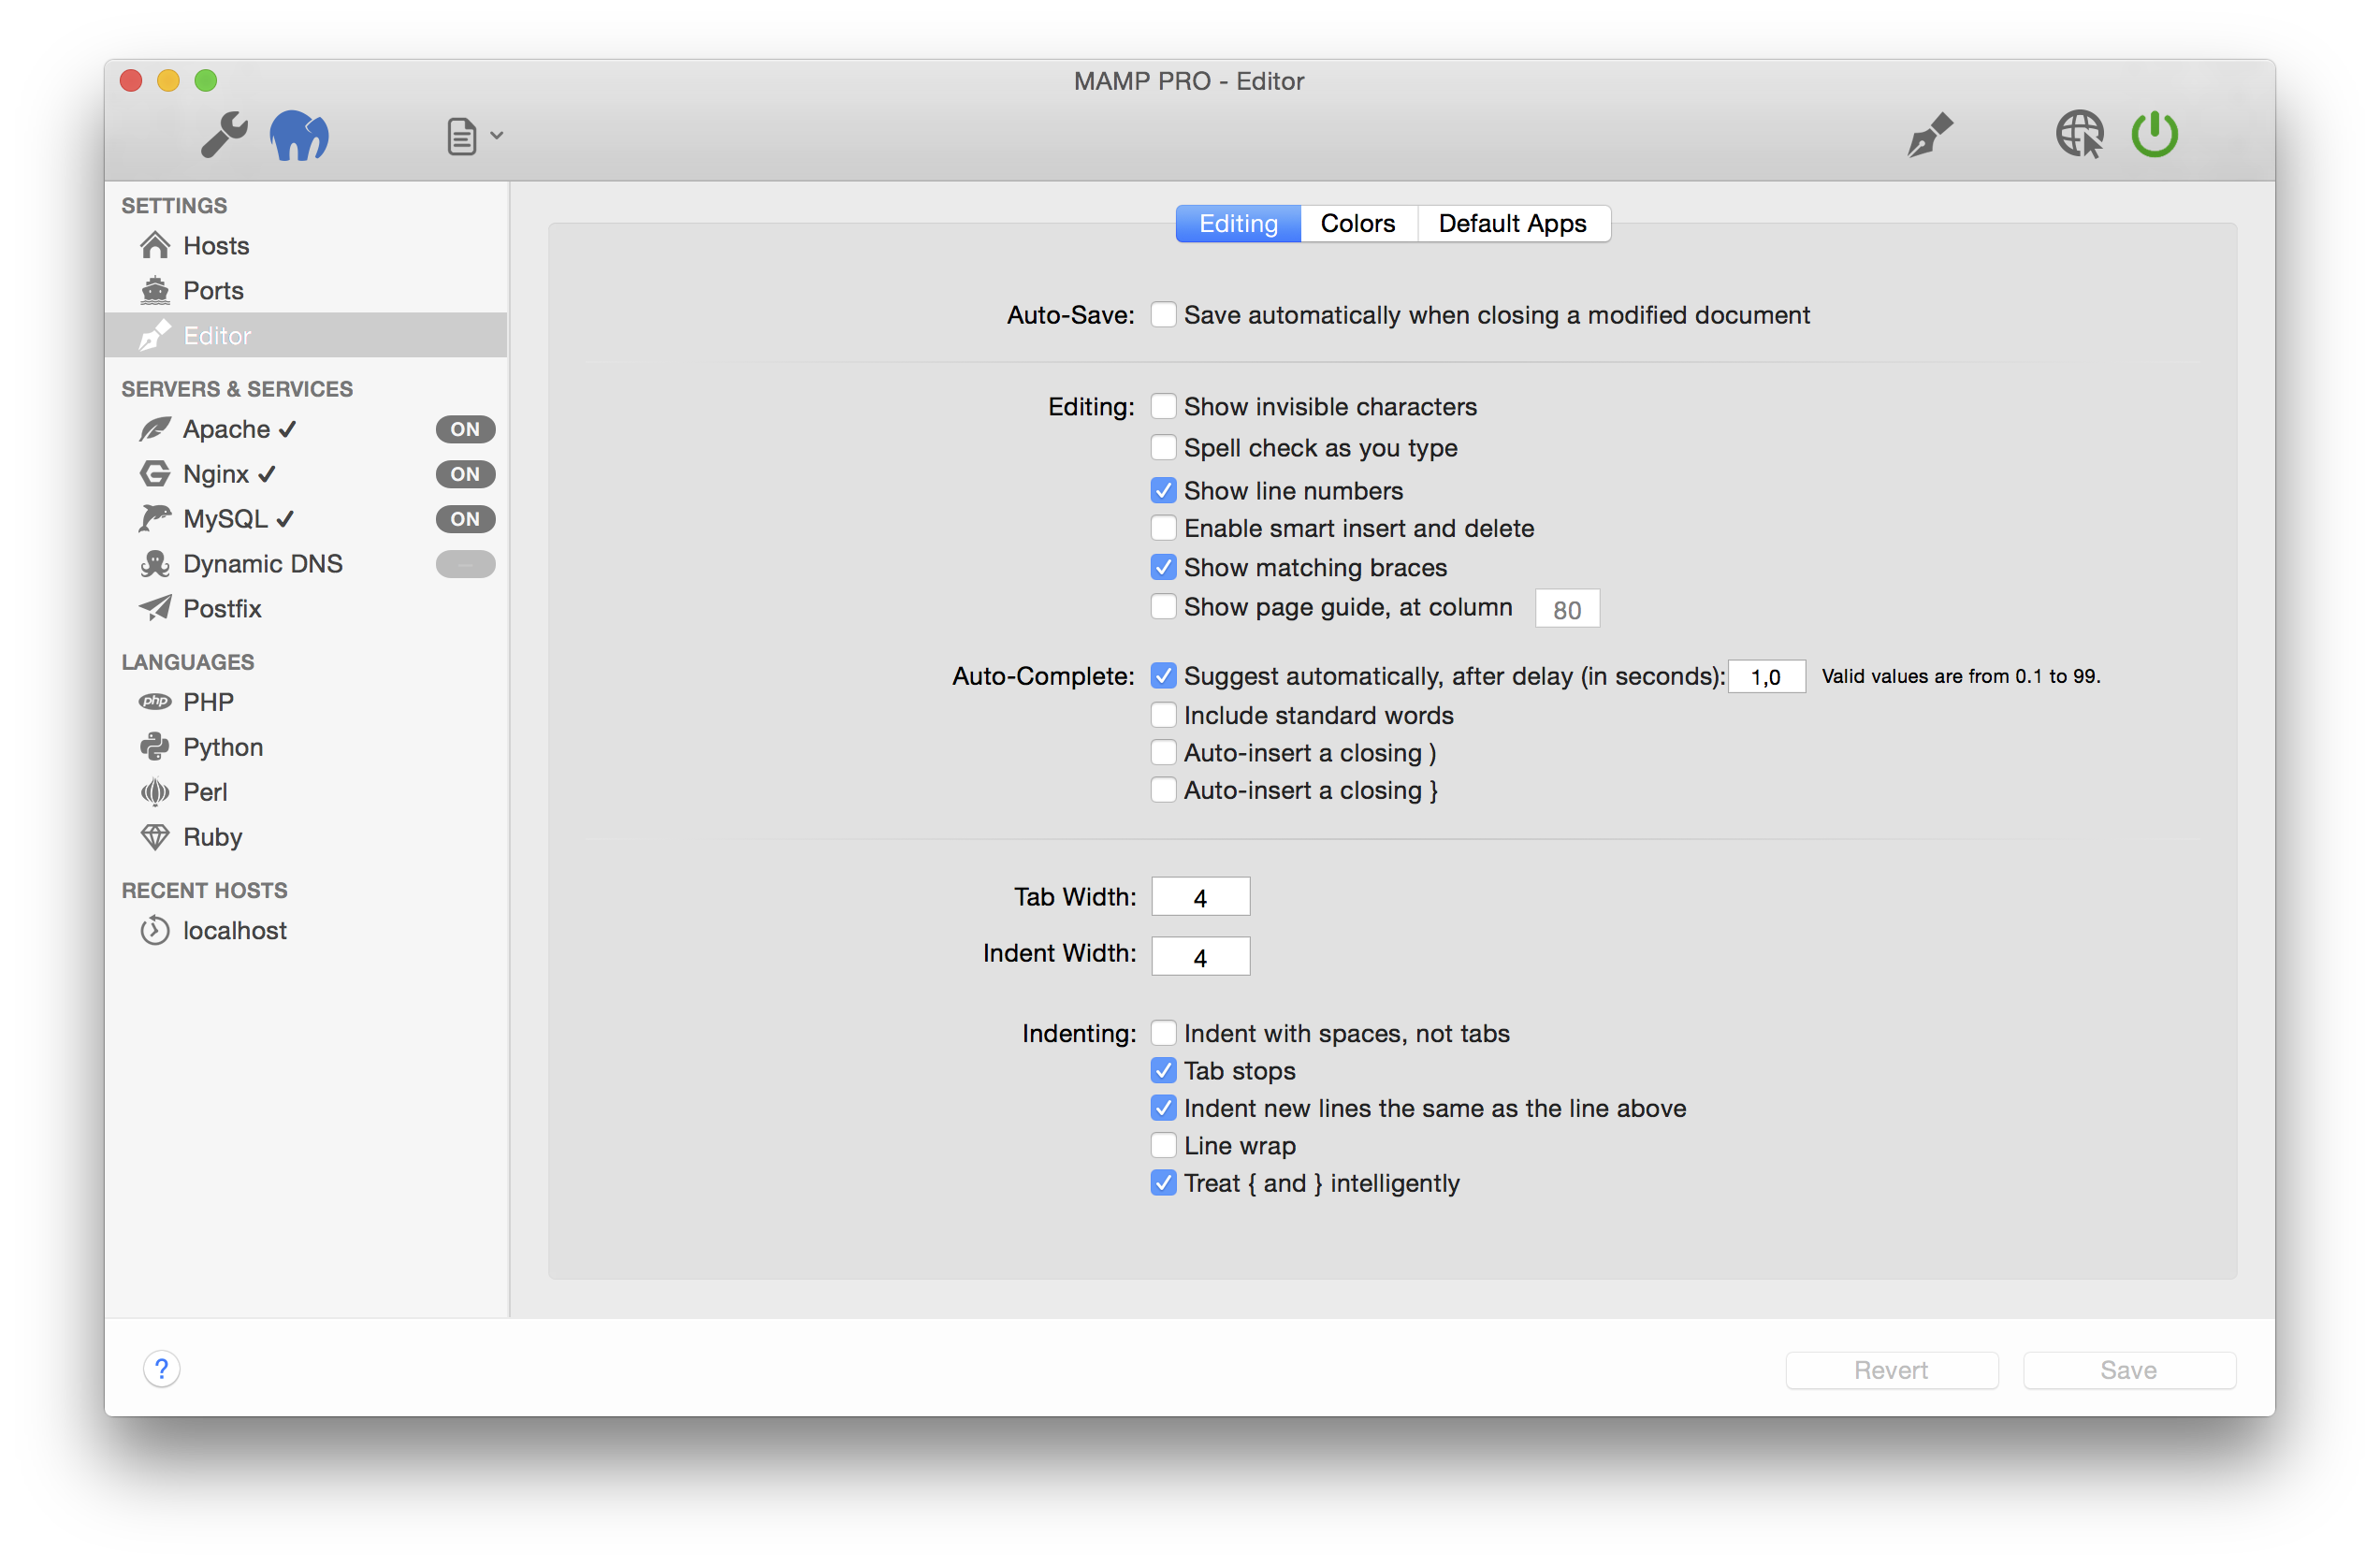 MAMP PRO - Editor
SETTINGS
Hosts
Ports
Editor
SERVERS & SERVICES
Apache ✓ ON
Nginx ✓ ON
MySQL ✓ ON
Dynamic DNS –
Postfix
LANGUAGES
php PHP
Python
Perl
Ruby
RECENT HOSTS
localhost
Editing Colors Default Apps
Auto-Save: Save automatically when closing a modified document
Editing: Show invisible characters
Spell check as you type
Show line numbers
Enable smart insert and delete
Show matching braces
Show page guide, at column 80
Auto-Complete: Suggest automatically, after delay (in seconds): 1,0 Valid values are from 0.1 to 99.
Include standard words
Auto-insert a closing )
Auto-insert a closing }
Tab Width: 4
Indent Width: 4
Indenting: Indent with spaces, not tabs
Tab stops
Indent new lines the same as the line above
Line wrap
Treat { and } intelligently
? Revert Save